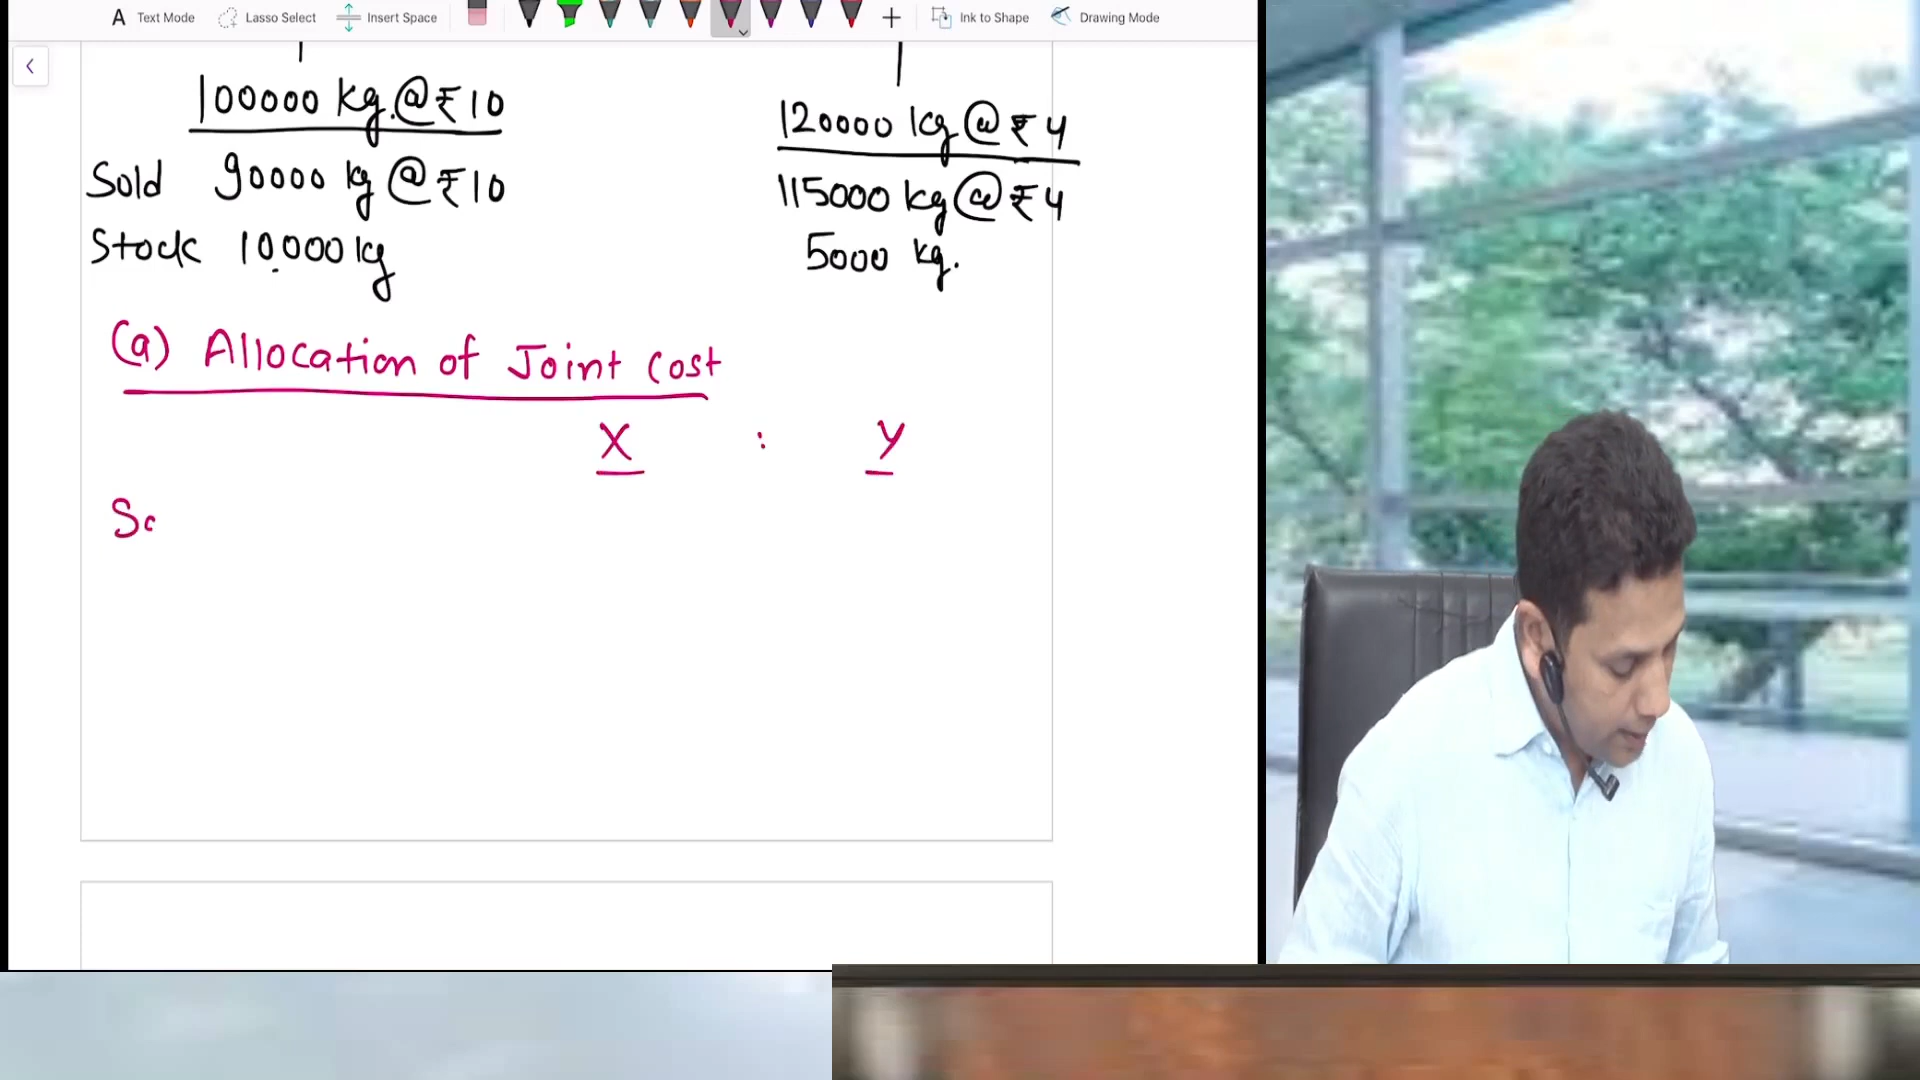 A Text Mode Lasso Select Insert Space Ink to Shape Drawing Mode
100000 kg.@₹10 120000 kg@₹4
Sold 90000 kg@₹10 115000 kg@₹4
Stock 10000 kg 5000 kg.
(a) Allocation of Joint Cost
X : Y
Sa